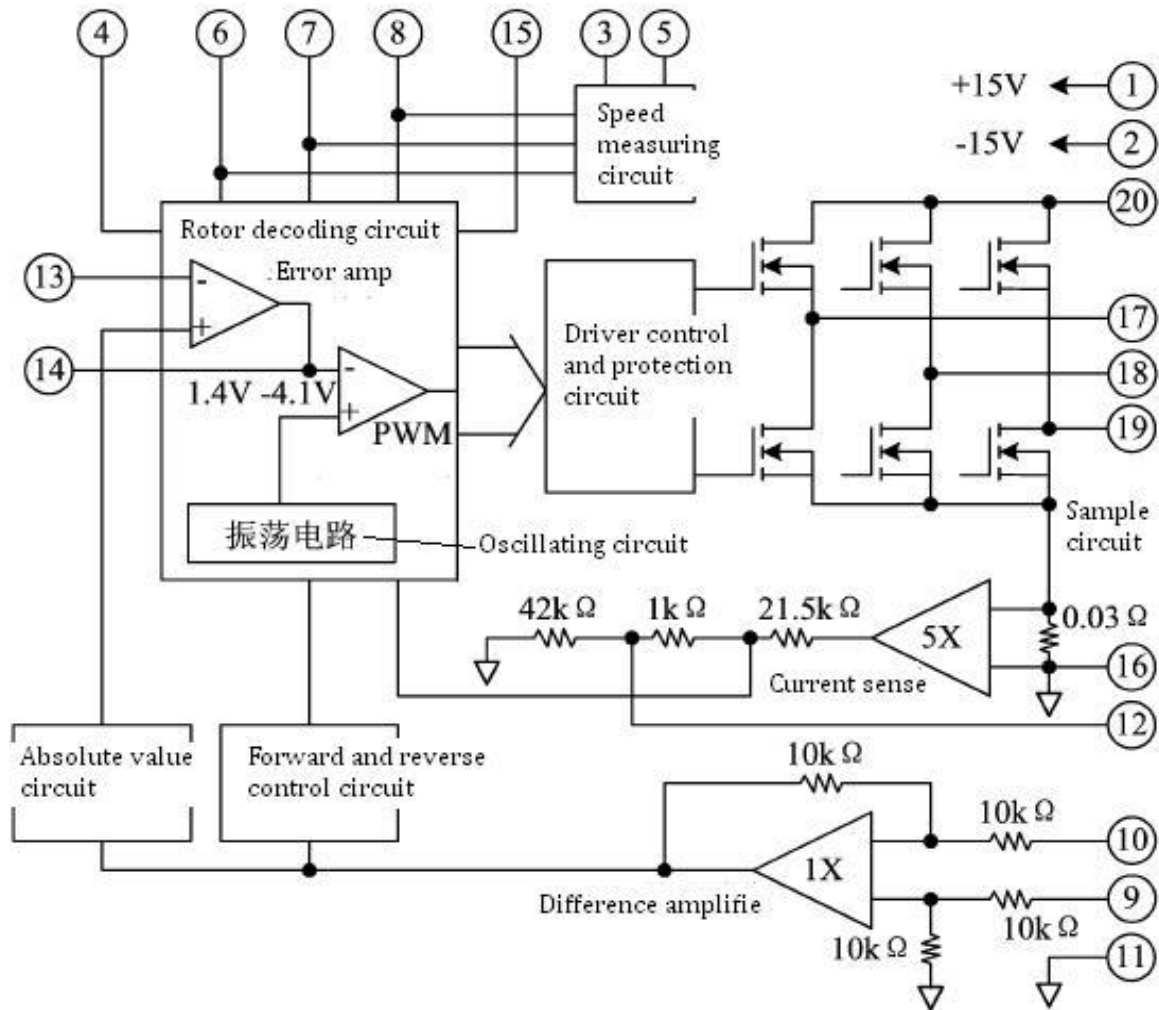 4
6
7
8
15
3
5
+15V
1
-15V
2
20
Speed
measuring
circuit
Rotor decoding circuit
.Error amp
13
-
+
14
1.4V -4.1V
-
+
PWM
Driver control
and protection
circuit
17
18
19
振荡电路
Oscillating circuit
Sample
circuit
42k Ω
1k Ω
21.5k Ω
5X
0.03 Ω
16
Current sense
12
Absolute value
circuit
Forward and reverse
control circuit
10k Ω
10k Ω
10
1X
9
Difference amplifie
10k Ω
10k Ω
11